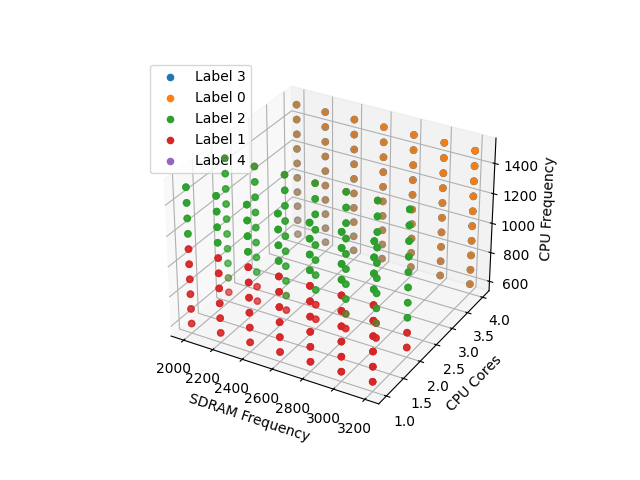 Label 3
Label 0
Label 2
Label 1
Label 4
1400
1200
1000
800
600
CPU Frequency
4.0
3.5
3.0
2.5
2.0
1.5
1.0
CPU Cores
2000
2200
2400
2600
2800
3000
3200
SDRAM Frequency